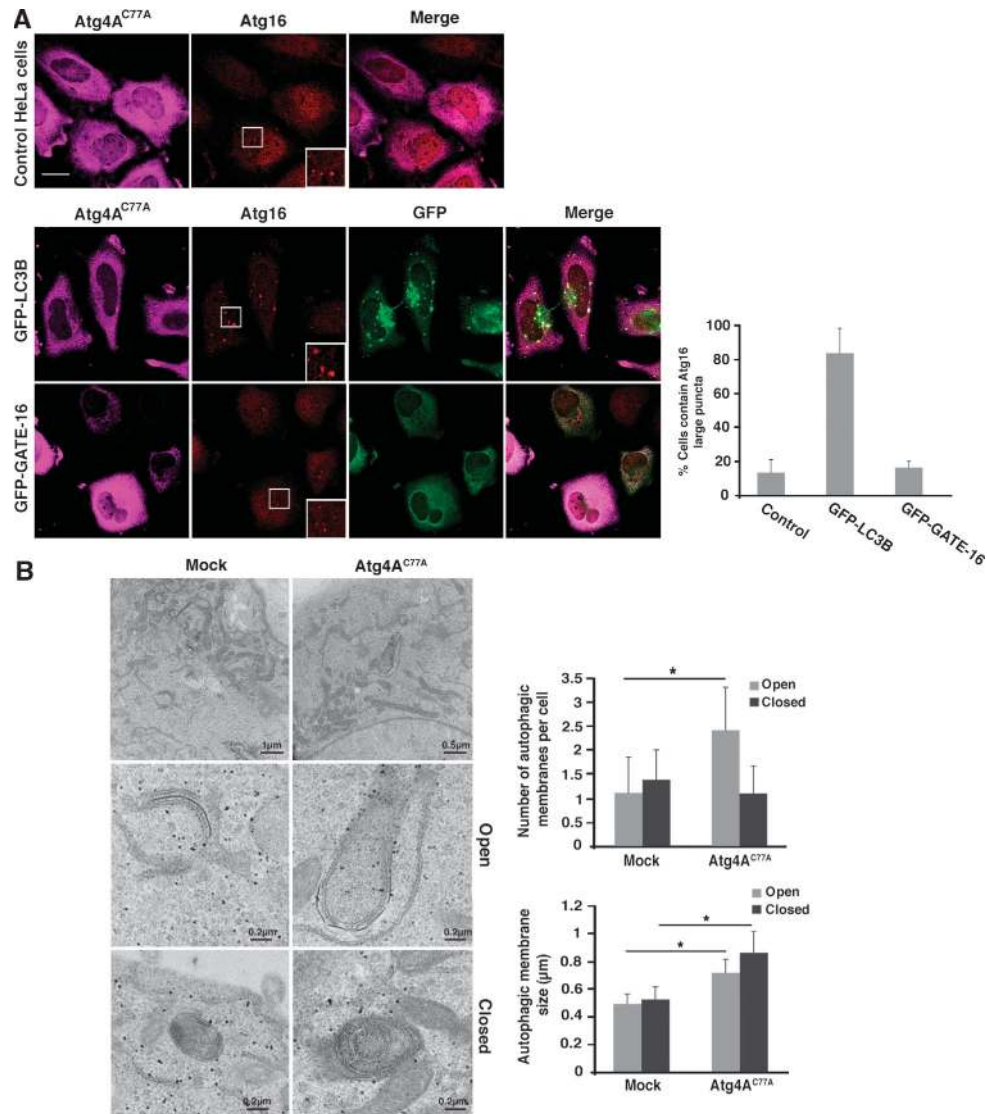 A
Atg4A^C77A Atg16 Merge
Control HeLa cells
Atg4A^C77A Atg16 GFP Merge
GFP-LC3B
GFP-GATE-16
% Cells contain Atg16
large puncta
100
80
60
40
20
0
Control
GFP-LC3B
GFP-GATE-16
B
Mock Atg4A^C77A
1µm
0.5µm
Open
0.2µm
0.2µm
Closed
0.2µm
0.2µm
Number of autophagic
membranes per cell
3.5
3
2.5
2
1.5
1
0.5
*
Open
Closed
Mock Atg4A^C77A
Autophagic membrane
size (µm)
1.2
1
0.8
0.6
0.4
0.2
0
*
*
Open
Closed
Mock Atg4A^C77A